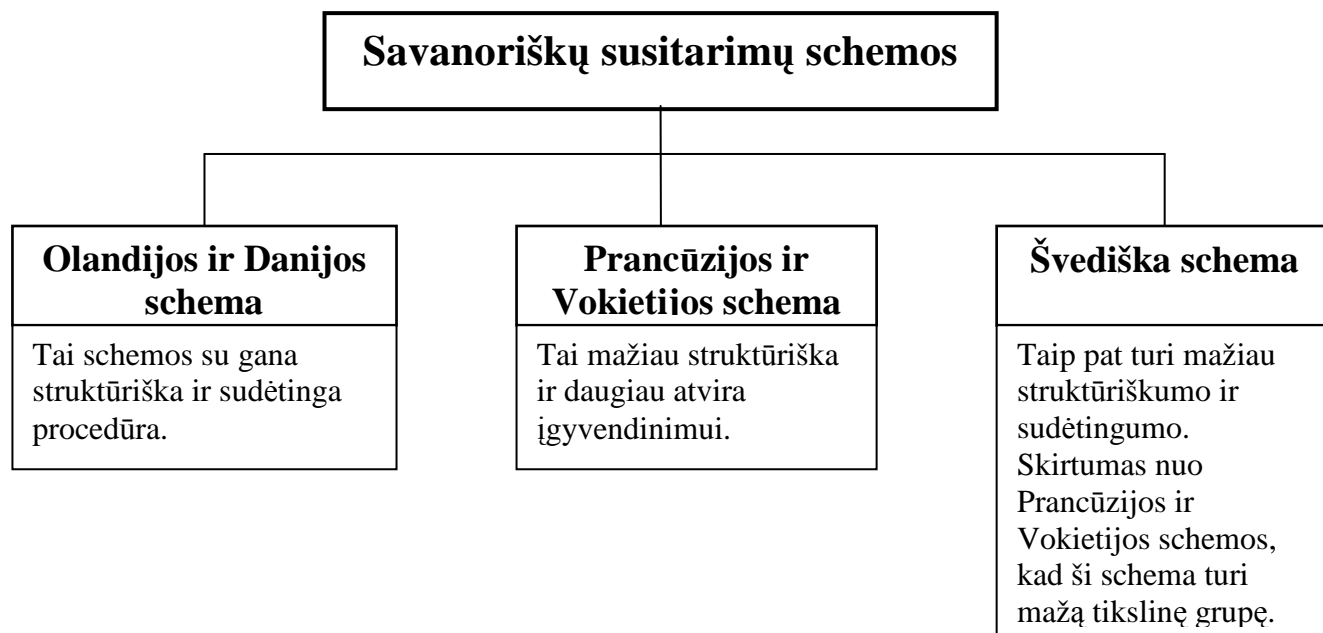 Savanoriškų susitarimų schemos
Olandijos ir Danijos
schema
Tai schemos su gana
struktūriška ir sudėtinga
procedūra.
Prancūzijos ir
Vokietijos schema
Tai mažiau struktūriška
ir daugiau atvira
įgyvendinimui.
Švediška schema
Taip pat turi mažiau
struktūriškumo ir
sudėtingumo.
Skirtumas nuo
Prancūzijos ir
Vokietijos schemos,
kad ši schema turi
mažą tikslinę grupę.